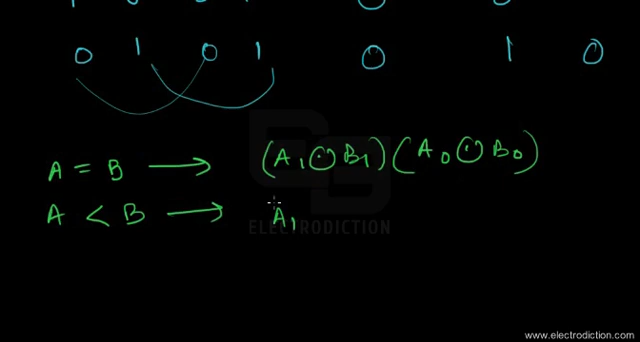 0 1 0 1 0 1 0
A = B → (A₁ ⊙ B₁) (A₀ ⊙ B₀)
A < B → A₁
ELECTRODICTION
www.electrodiction.com